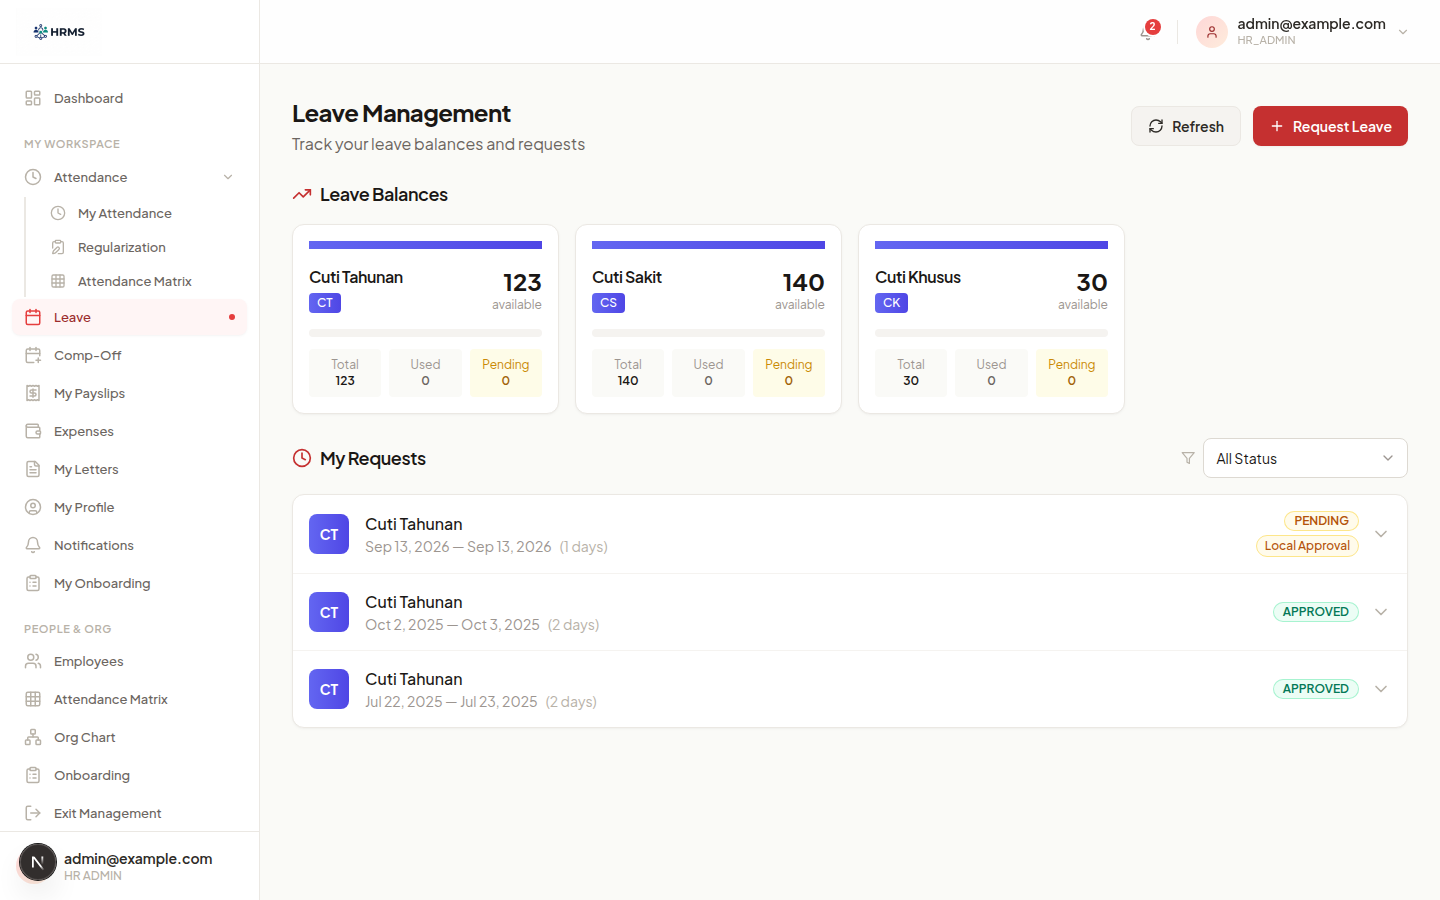 HRMS
2
admin@example.com
HR_ADMIN
Dashboard
MY WORKSPACE
Attendance
My Attendance
Regularization
Attendance Matrix
Leave
Comp-Off
My Payslips
Expenses
My Letters
My Profile
Notifications
My Onboarding
PEOPLE & ORG
Employees
Attendance Matrix
Org Chart
Onboarding
Exit Management
N
admin@example.com
HR ADMIN
Leave Management
Track your leave balances and requests
Refresh
Request Leave
Leave Balances
Cuti Tahunan
CT
123
available
Total
123
Used
0
Pending
0
Cuti Sakit
CS
140
available
Total
140
Used
0
Pending
0
Cuti Khusus
CK
30
available
Total
30
Used
0
Pending
0
My Requests
All Status
CT
Cuti Tahunan
Sep 13, 2026 — Sep 13, 2026 (1 days)
PENDING
Local Approval
CT
Cuti Tahunan
Oct 2, 2025 — Oct 3, 2025 (2 days)
APPROVED
CT
Cuti Tahunan
Jul 22, 2025 — Jul 23, 2025 (2 days)
APPROVED